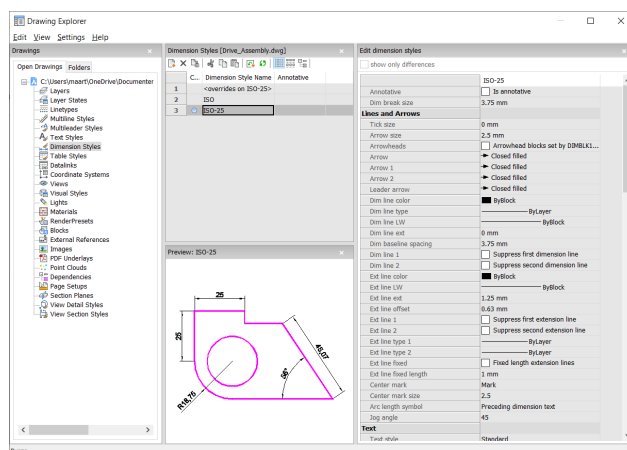 Drawing Explorer
Edit View Settings Help
Drawings
Open Drawings Folders
C:\Users\maart\OneDrive\Documenter
Layers
Layer States
Linetypes
Multiline Styles
Multileader Styles
Text Styles
Dimension Styles
Table Styles
Datalinks
Coordinate Systems
Views
Visual Styles
Lights
Materials
RenderPresets
Blocks
External References
Images
PDF Underlays
Point Clouds
Dependencies
Page Setups
Section Planes
View Detail Styles
View Section Styles
Dimension Styles [Drive_Assembly.dwg]
C... Dimension Style Name Annotative
1 <overrides on ISO-25>
2 ISO
3 ISO-25
Preview: ISO-25
25
25
45,07
56°
R18,75
Edit dimension styles
show only differences
ISO-25
Annotative Is annotative
Dim break size 3.75 mm
Lines and Arrows
Tick size 0 mm
Arrow size 2.5 mm
Arrowheads Arrowhead blocks set by DIMBLK1...
Arrow Closed filled
Arrow 1 Closed filled
Arrow 2 Closed filled
Leader arrow Closed filled
Dim line color ByBlock
Dim line type ByLayer
Dim line LW ByBlock
Dim line ext 0 mm
Dim baseline spacing 3.75 mm
Dim line 1 Suppress first dimension line
Dim line 2 Suppress second dimension line
Ext line color ByBlock
Ext line LW ByBlock
Ext line ext 1.25 mm
Ext line offset 0.63 mm
Ext line 1 Suppress first extension line
Ext line 2 Suppress second extension line
Ext line type 1 ByLayer
Ext line type 2 ByLayer
Ext line fixed Fixed length extension lines
Ext line fixed length 1 mm
Center mark Mark
Center mark size 2.5
Arc length symbol Preceding dimension text
Jog angle 45
Text
Text style Standard